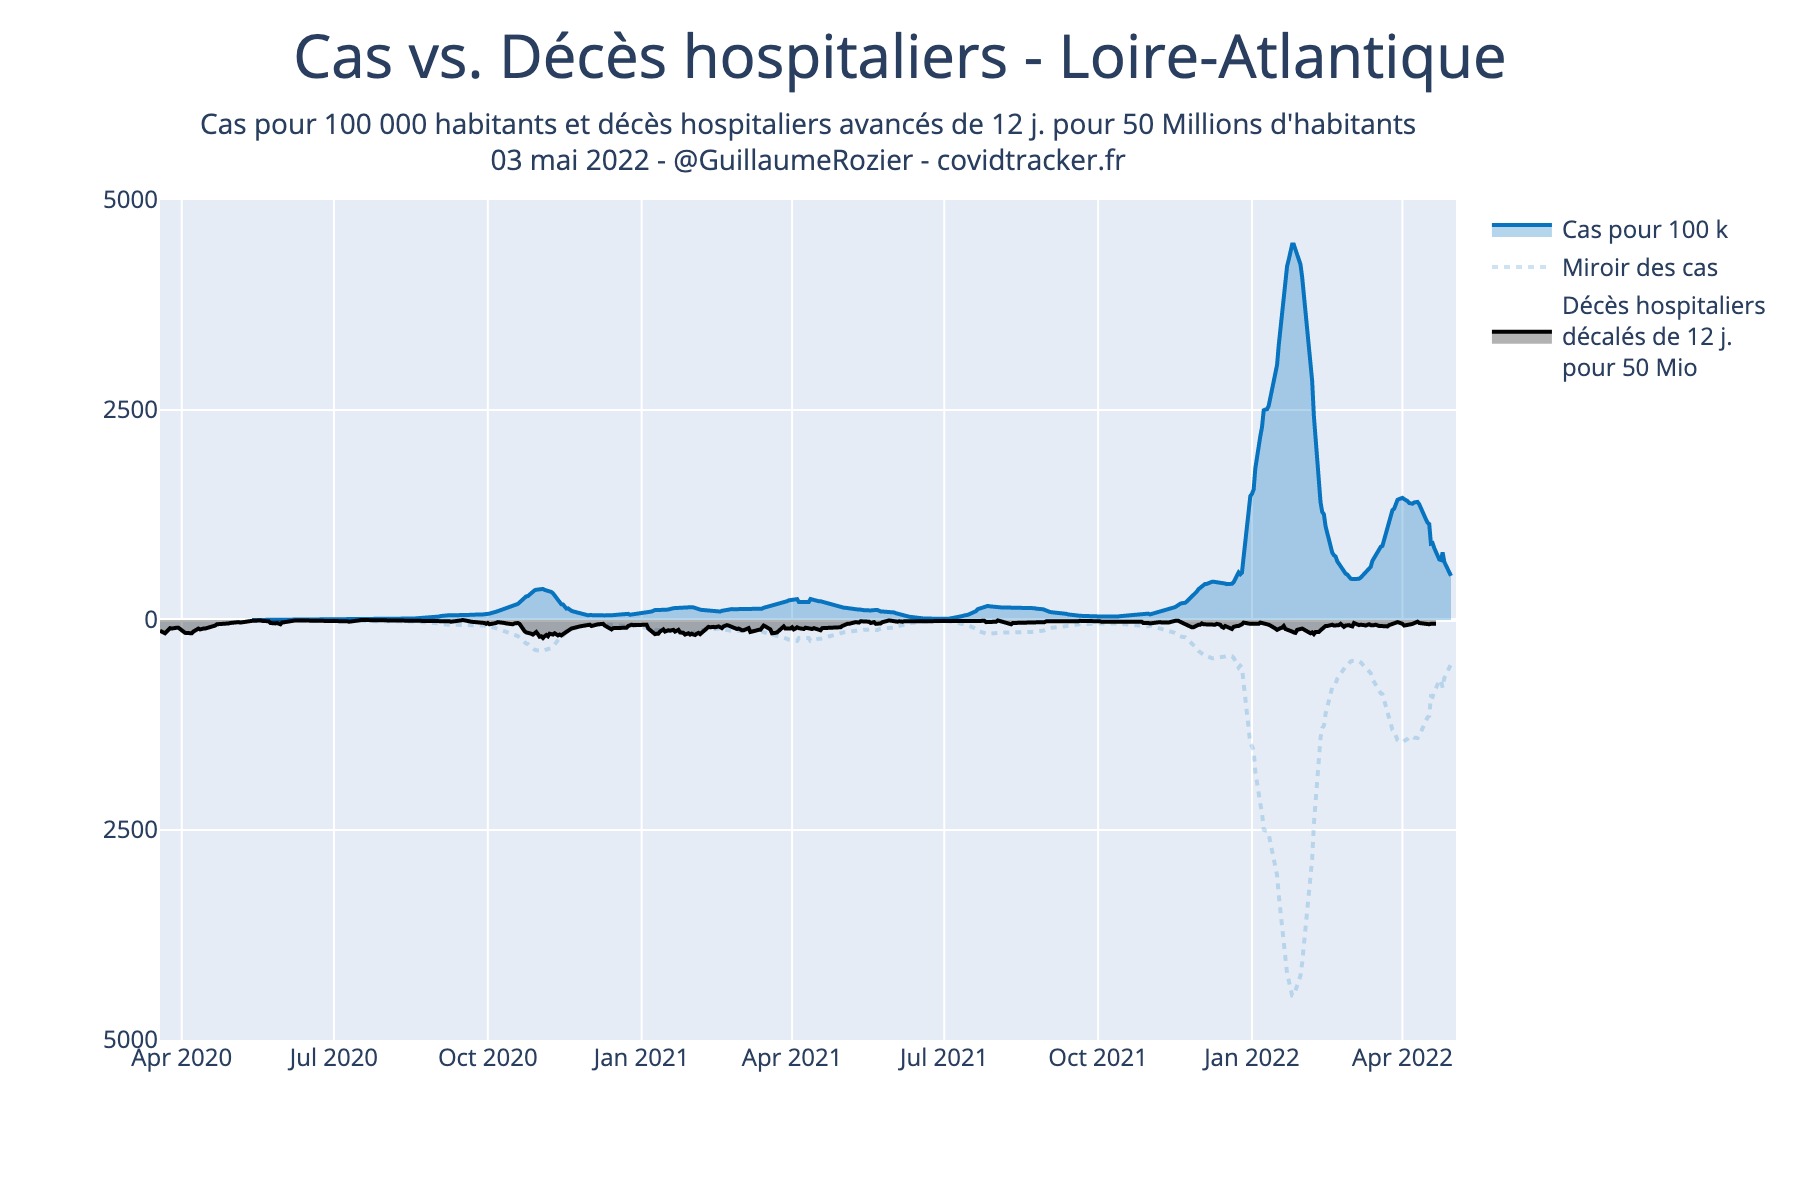 Cas vs. Décès hospitaliers - Loire-Atlantique
Cas pour 100 000 habitants et décès hospitaliers avancés de 12 j. pour 50 Millions d'habitants
03 mai 2022 - @GuillaumeRozier - covidtracker.fr
5000
2500
0
2500
5000
Apr 2020
Jul 2020
Oct 2020
Jan 2021
Apr 2021
Jul 2021
Oct 2021
Jan 2022
Apr 2022
Cas pour 100 k
Miroir des cas
Décès hospitaliers
décalés de 12 j.
pour 50 Mio